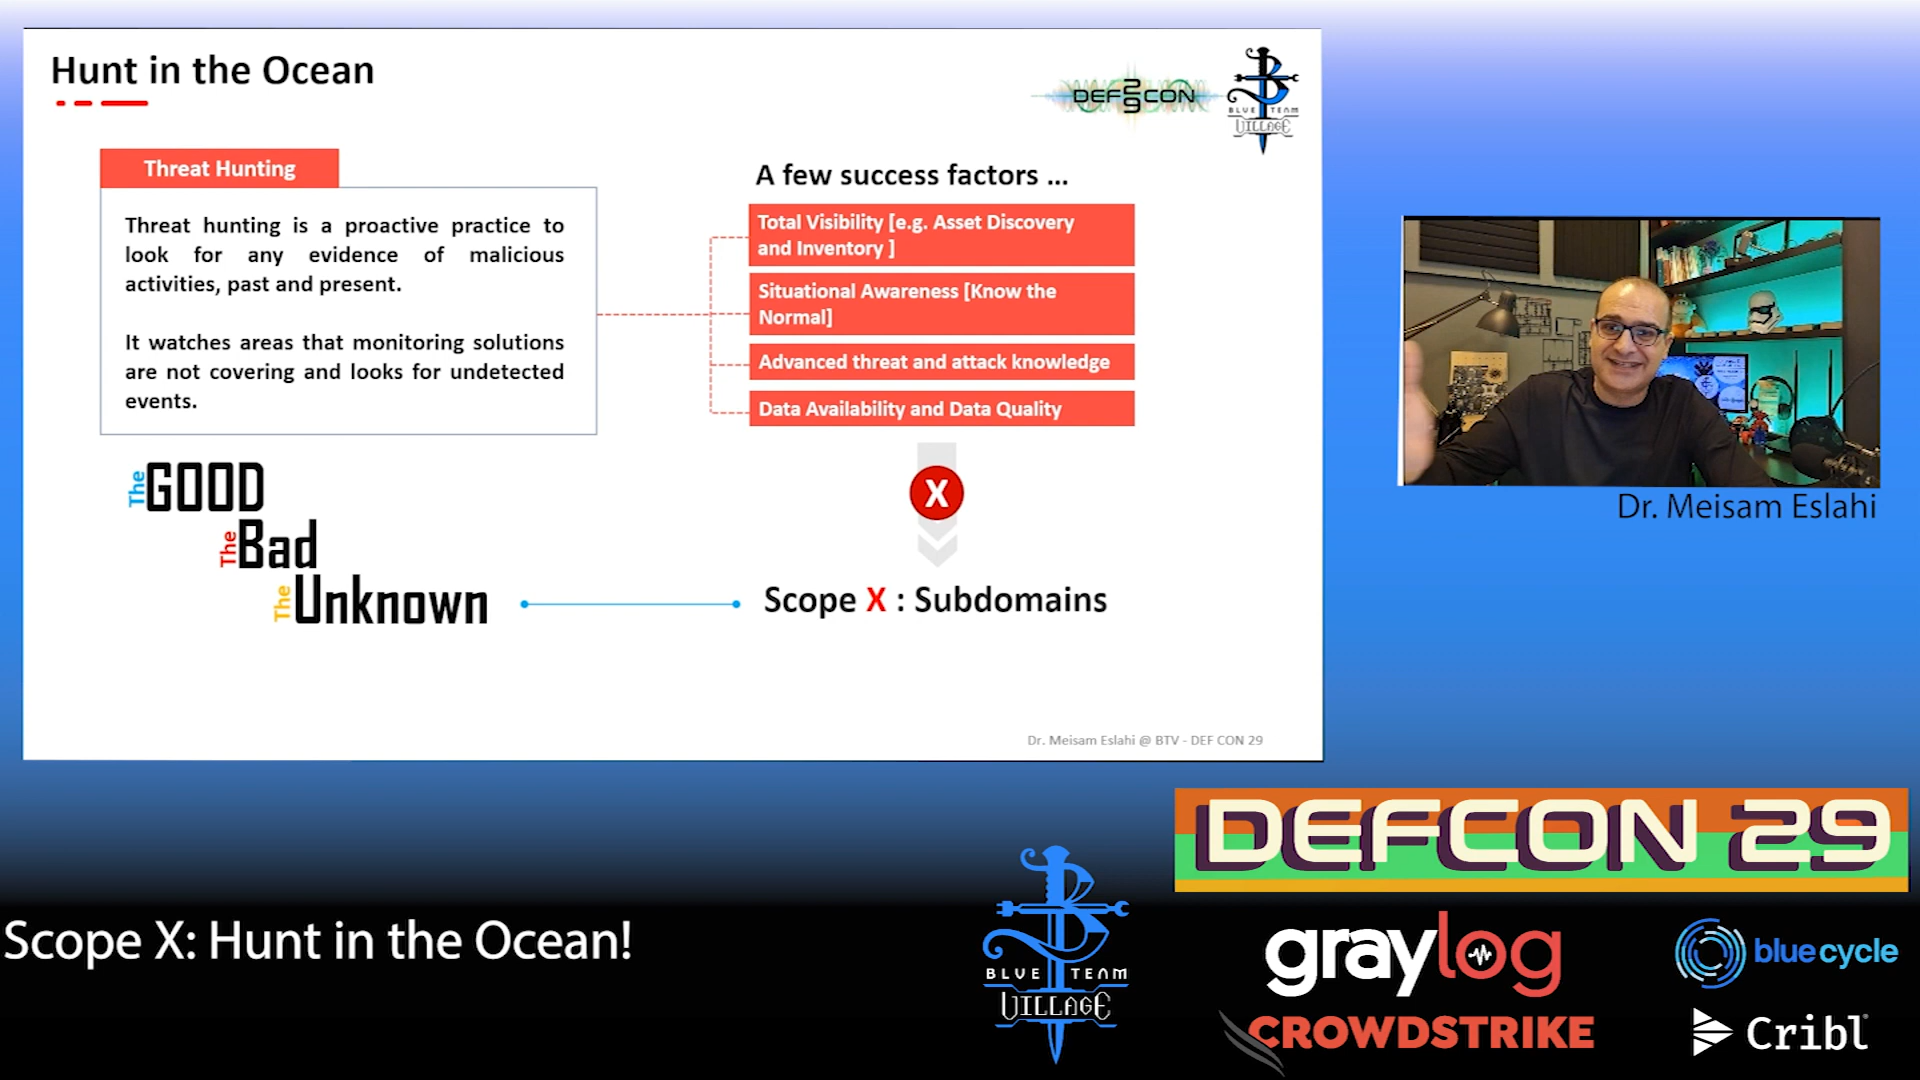 Hunt in the Ocean
DEF CON 29
BLUE TEAM
VILLAGE
Threat Hunting
Threat hunting is a proactive practice to
look for any evidence of malicious
activities, past and present.
It watches areas that monitoring solutions
are not covering and looks for undetected
events.
A few success factors ...
Total Visibility [e.g. Asset Discovery
and Inventory ]
Situational Awareness [Know the
Normal]
Advanced threat and attack knowledge
Data Availability and Data Quality
X
The GOOD
The Bad
The Unknown
Scope X : Subdomains
Dr. Meisam Eslahi @ BTV - DEF CON 29
Dr. Meisam Eslahi
Scope X: Hunt in the Ocean!
BLUE TEAM
VILLAGE
DEFCON 29
graylog
blue cycle
CROWDSTRIKE
Cribl